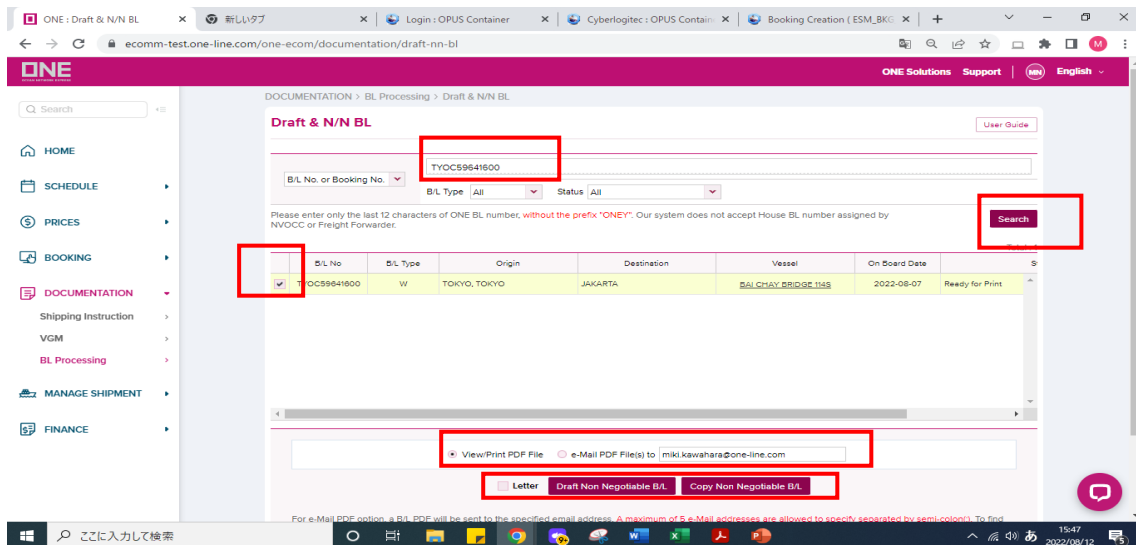 ONE : Draft & N/N BL
新しいタブ
Login : OPUS Container
Cyberlogitec : OPUS Contain
Booking Creation ( ESM_BKG
ecomm-test.one-line.com/one-ecom/documentation/draft-nn-bl
M
ONE
OCEAN NETWORK EXPRESS
ONE Solutions Support
MN
English
Search
HOME
SCHEDULE
PRICES
BOOKING
DOCUMENTATION
Shipping Instruction
VGM
BL Processing
MANAGE SHIPMENT
FINANCE
DOCUMENTATION > BL Processing > Draft & N/N BL
Draft & N/N BL
User Guide
B/L No. or Booking No.
TYOC59641600
B/L Type All Status All
Please enter only the last 12 characters of ONE BL number, without the prefix "ONEY". Our system does not accept House BL number assigned by
NVOCC or Freight Forwarder.
Search
B/L No B/L Type Origin Destination Vessel On Board Date S
TYOC59641600 W TOKYO, TOKYO JAKARTA BAI CHAY BRIDGE 114S 2022-08-07 Ready for Print
View/Print PDF File e-Mail PDF File(s) to miki.kawahara@one-line.com
Letter Draft Non Negotiable B/L Copy Non Negotiable B/L
For e-Mail PDF option, a B/L PDF will be sent to the specified email address. A maximum of 5 e-Mail addresses are allowed to specify separated by semi-colon(;). To find
ここに入力して検索
あ
15:47
2022/08/12